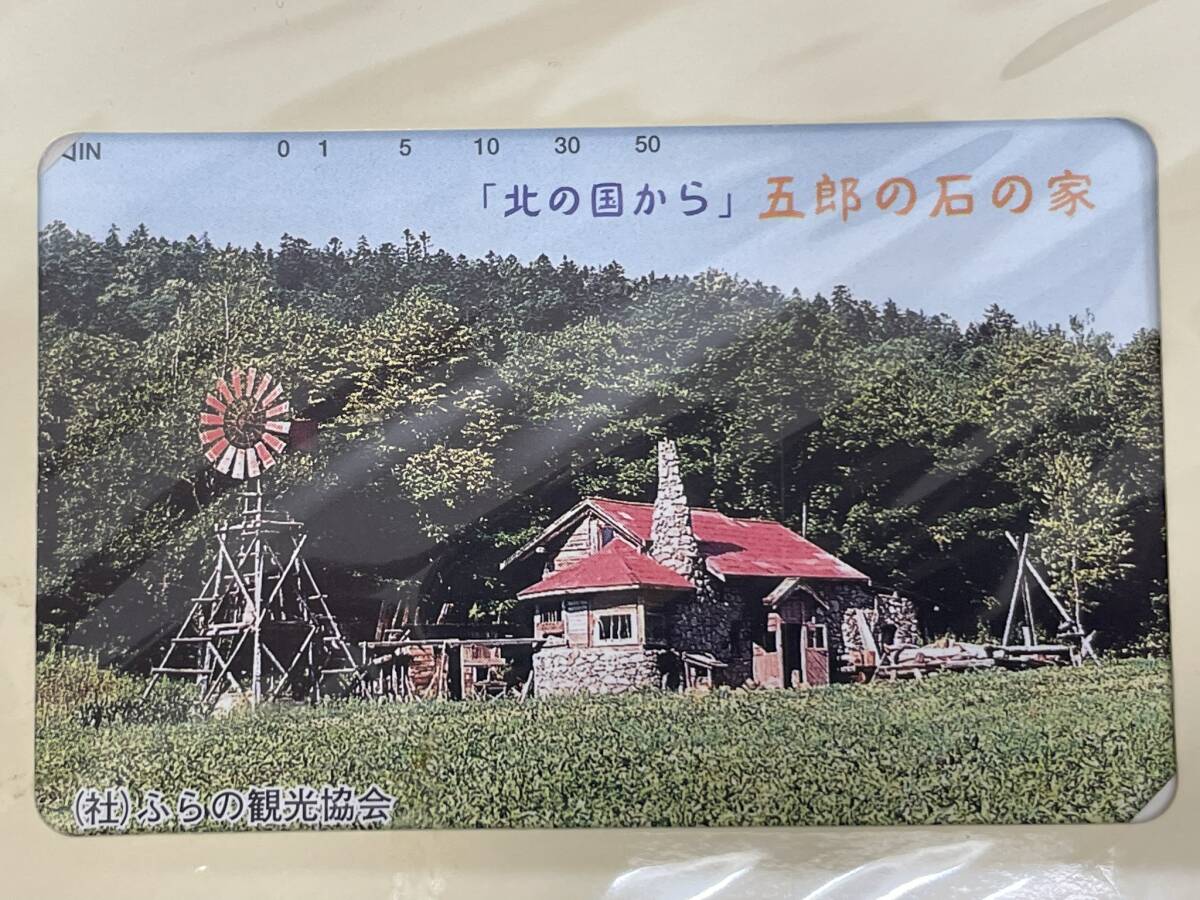 ◁IN 0 1 5 10 30 50
「北の国から」五郎の石の家
(社)ふらの観光協会